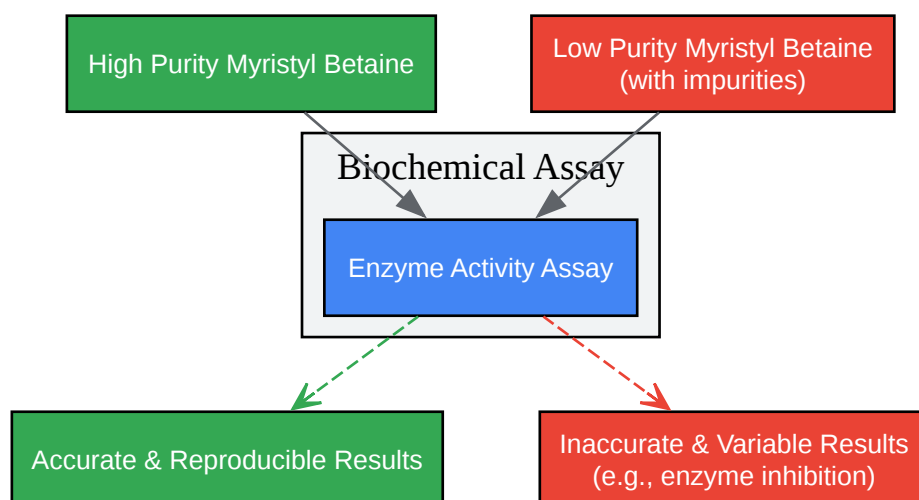 High Purity Myristyl Betaine
Low Purity Myristyl Betaine
(with impurities)
Biochemical Assay
Enzyme Activity Assay
Accurate & Reproducible Results
Inaccurate & Variable Results
(e.g., enzyme inhibition)